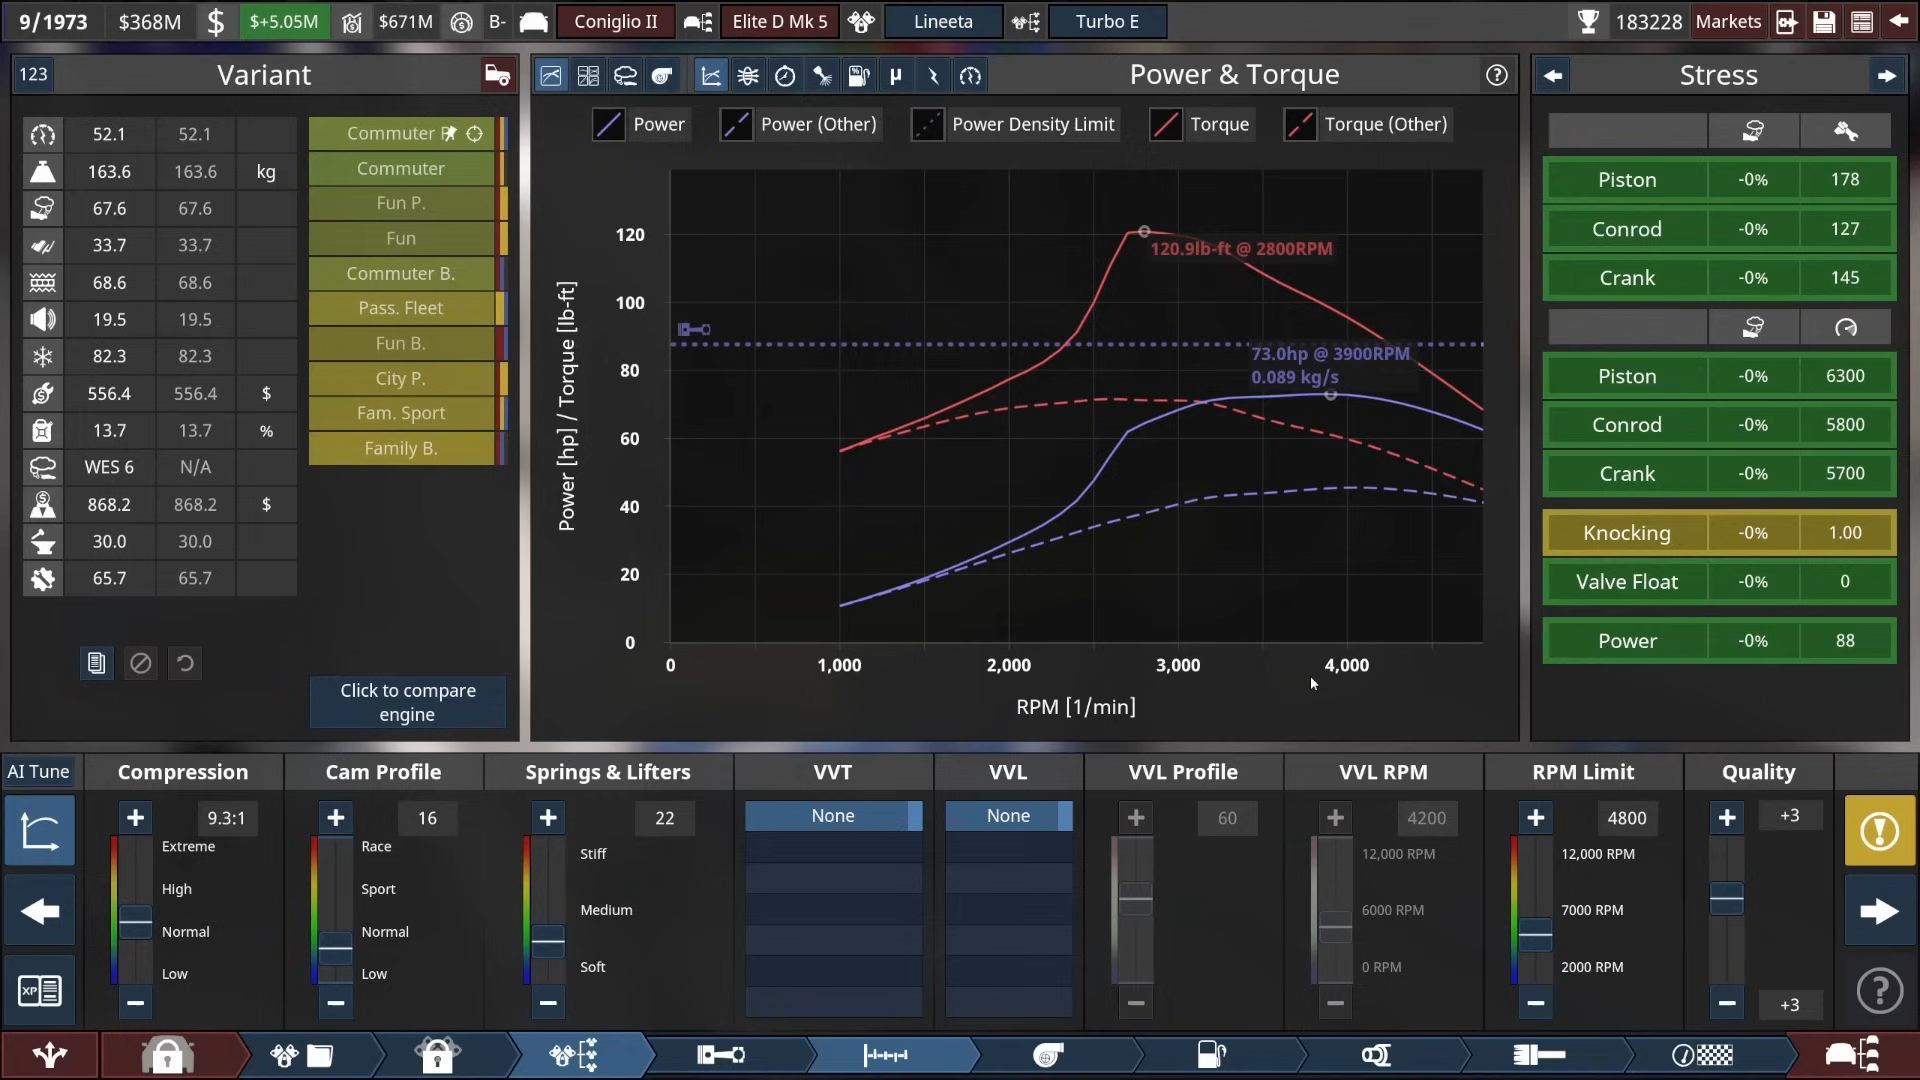 9/1973
$368M
$+5.05M
$671M
B-
Coniglio II
Elite D Mk 5
Lineeta
Turbo E
183228
Markets
123
Variant
52.1 52.1
163.6 163.6 kg
67.6 67.6
33.7 33.7
68.6 68.6
19.5 19.5
82.3 82.3
556.4 556.4 $
13.7 13.7 %
WES 6 N/A
868.2 868.2 $
30.0 30.0
65.7 65.7
Commuter
Commuter
Fun P.
Fun
Commuter B.
Pass. Fleet
Fun B.
City P.
Fam. Sport
Family B.
Click to compare
engine
Power & Torque
Power
Power (Other)
Power Density Limit
Torque
Torque (Other)
Power [hp] / Torque [lb-ft]
120
100
80
60
40
20
0
120.9lb-ft @ 2800RPM
73.0hp @ 3900RPM
0.089 kg/s
0 1,000 2,000 3,000 4,000
RPM [1/min]
Stress
Piston -0% 178
Conrod -0% 127
Crank -0% 145
Piston -0% 6300
Conrod -0% 5800
Crank -0% 5700
Knocking -0% 1.00
Valve Float -0% 0
Power -0% 88
AI Tune
XP
Compression
9.3:1
Extreme
High
Normal
Low
Cam Profile
16
Race
Sport
Normal
Low
Springs & Lifters
22
Stiff
Medium
Soft
VVT
None
VVL
None
VVL Profile
60
VVL RPM
4200
12,000 RPM
6000 RPM
0 RPM
RPM Limit
4800
12,000 RPM
7000 RPM
2000 RPM
Quality
+3
+3